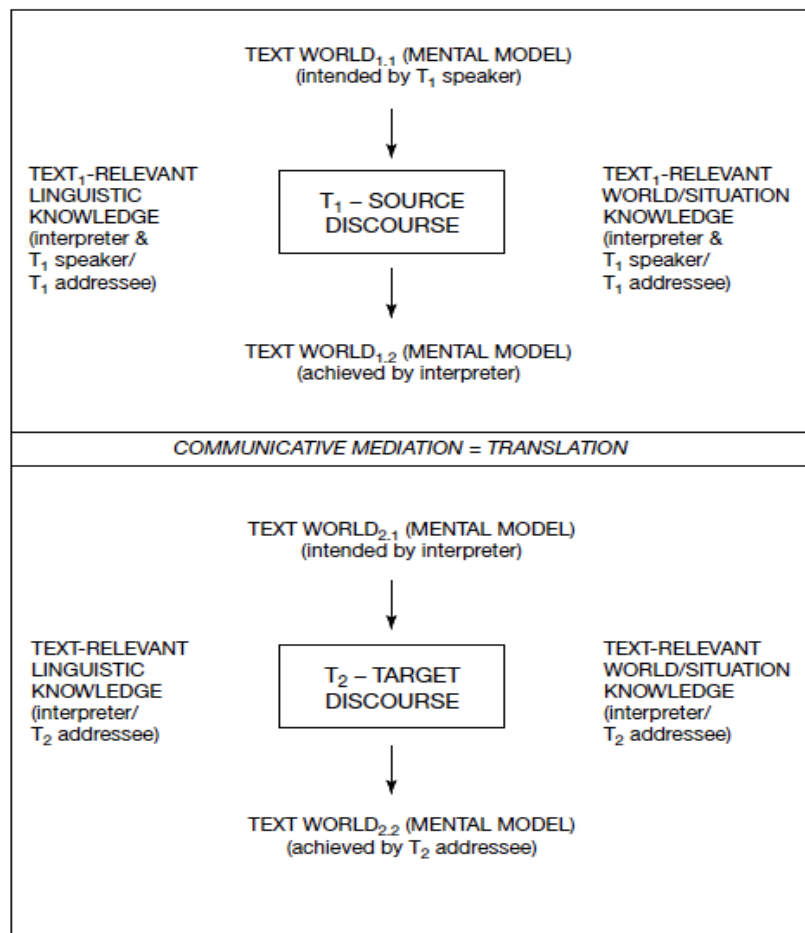 TEXT WORLD1.1 (MENTAL MODEL)
(intended by T1 speaker)
TEXT1-RELEVANT
LINGUISTIC
KNOWLEDGE
(interpreter &
T1 speaker/
T1 addressee)
T1 – SOURCE
DISCOURSE
TEXT1-RELEVANT
WORLD/SITUATION
KNOWLEDGE
(interpreter &
T1 speaker/
T1 addressee)
TEXT WORLD1.2 (MENTAL MODEL)
(achieved by interpreter)
COMMUNICATIVE MEDIATION = TRANSLATION
TEXT WORLD2.1 (MENTAL MODEL)
(intended by interpreter)
TEXT-RELEVANT
LINGUISTIC
KNOWLEDGE
(interpreter/
T2 addressee)
T2 – TARGET
DISCOURSE
TEXT-RELEVANT
WORLD/SITUATION
KNOWLEDGE
(interpreter/
T2 addressee)
TEXT WORLD2.2 (MENTAL MODEL)
(achieved by T2 addressee)